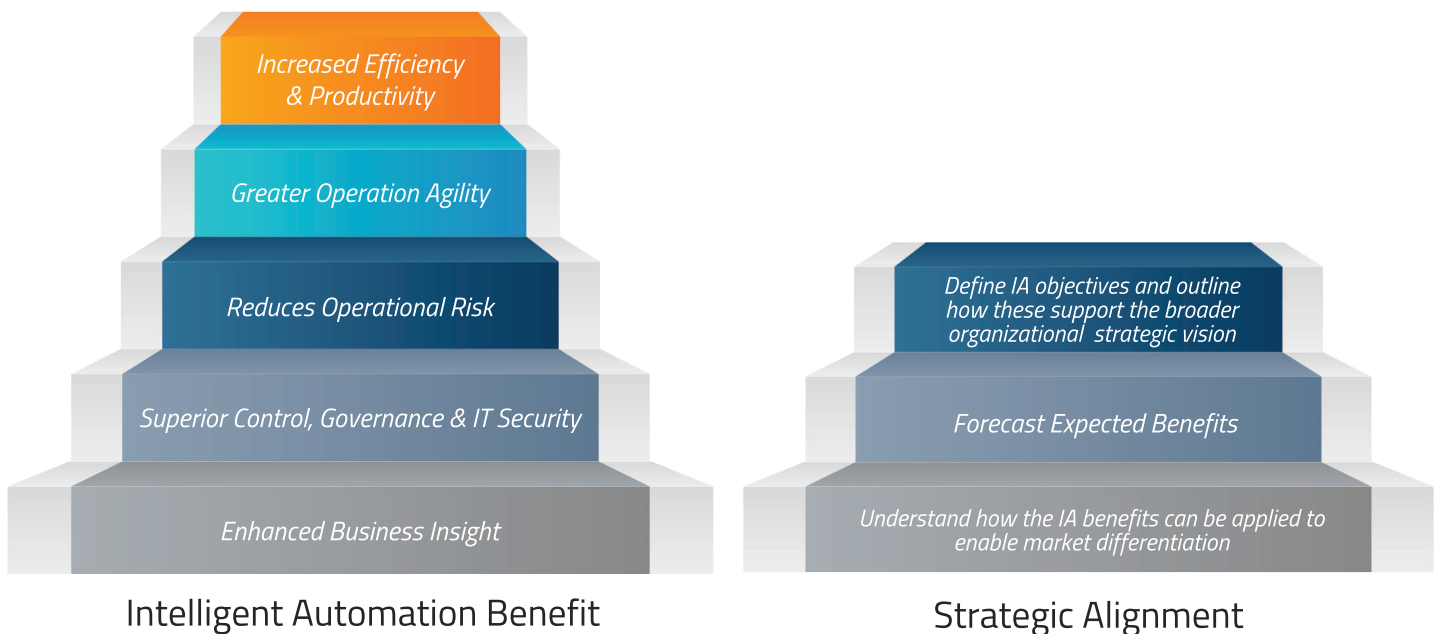 Increased Efficiency
& Productivity
Greater Operation Agility
Reduces Operational Risk
Superior Control, Governance & IT Security
Enhanced Business Insight
Intelligent Automation Benefit
Define IA objectives and outline
how these support the broader
organizational strategic vision
Forecast Expected Benefits
Understand how the IA benefits can be applied to
enable market differentiation
Strategic Alignment